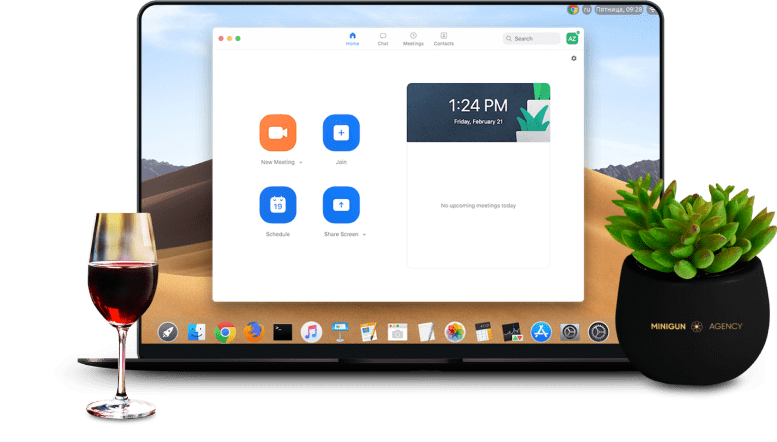 ru Пятница, 09:28
Home Chat Meetings Contacts
Search
AZ
1:24 PM
Friday, February 21
New Meeting
Join
No upcoming meetings today
19
Schedule
Share Screen
MINIGUN AGENCY